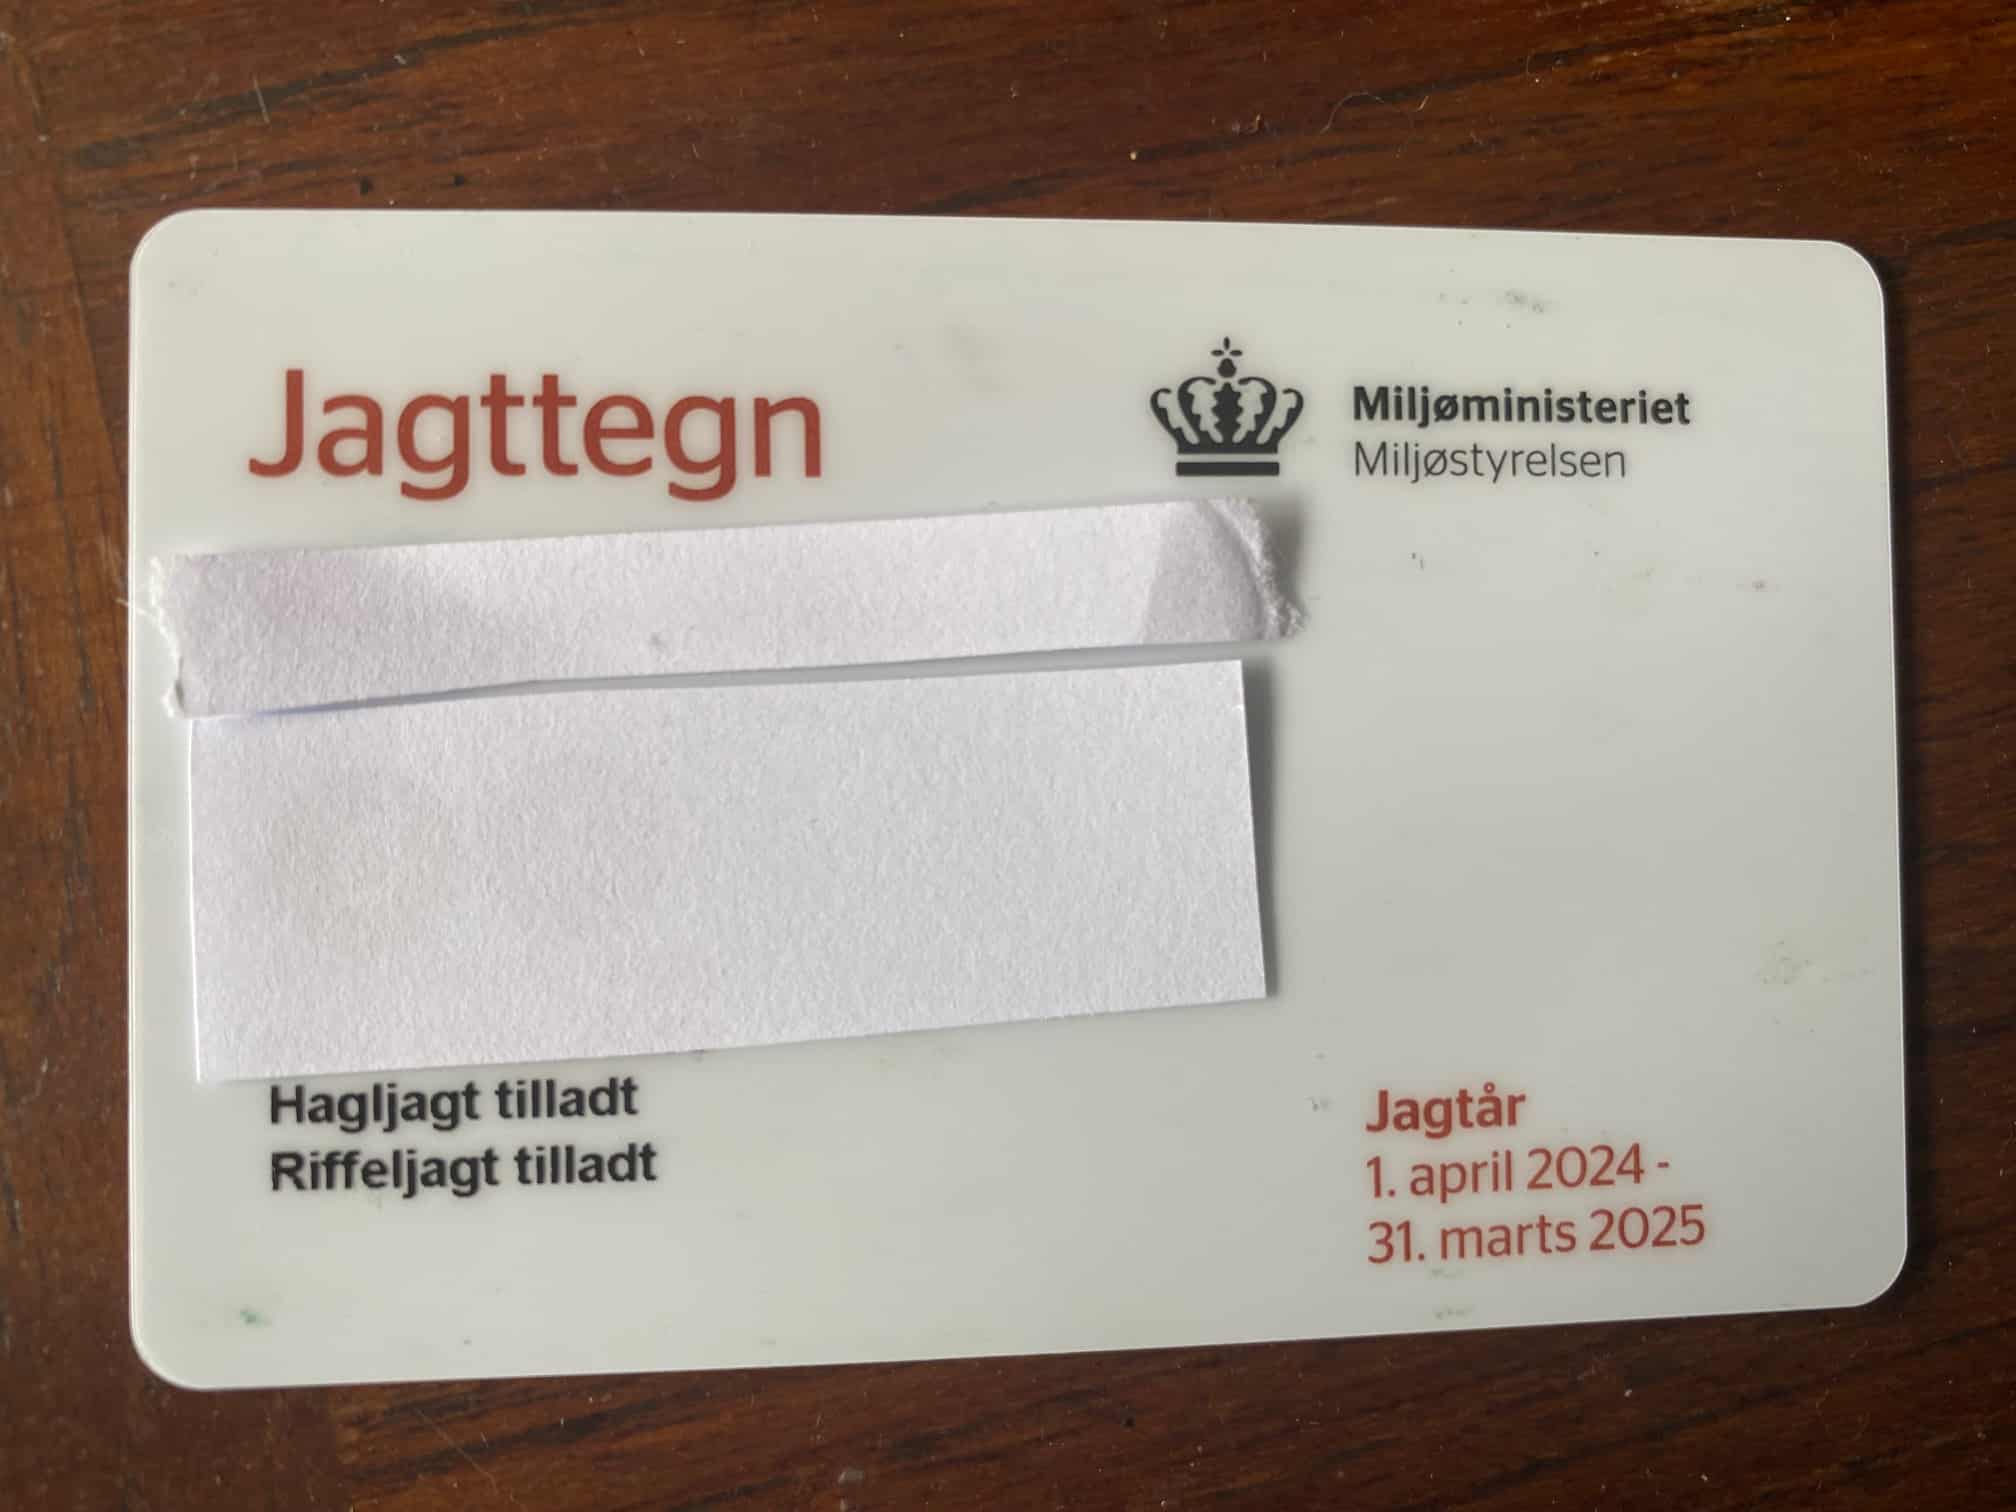 Jagttegn
Miljøministeriet
Miljøstyrelsen
Hagljagt tilladt
Riffeljagt tilladt
Jagtår
1. april 2024 -
31. marts 2025